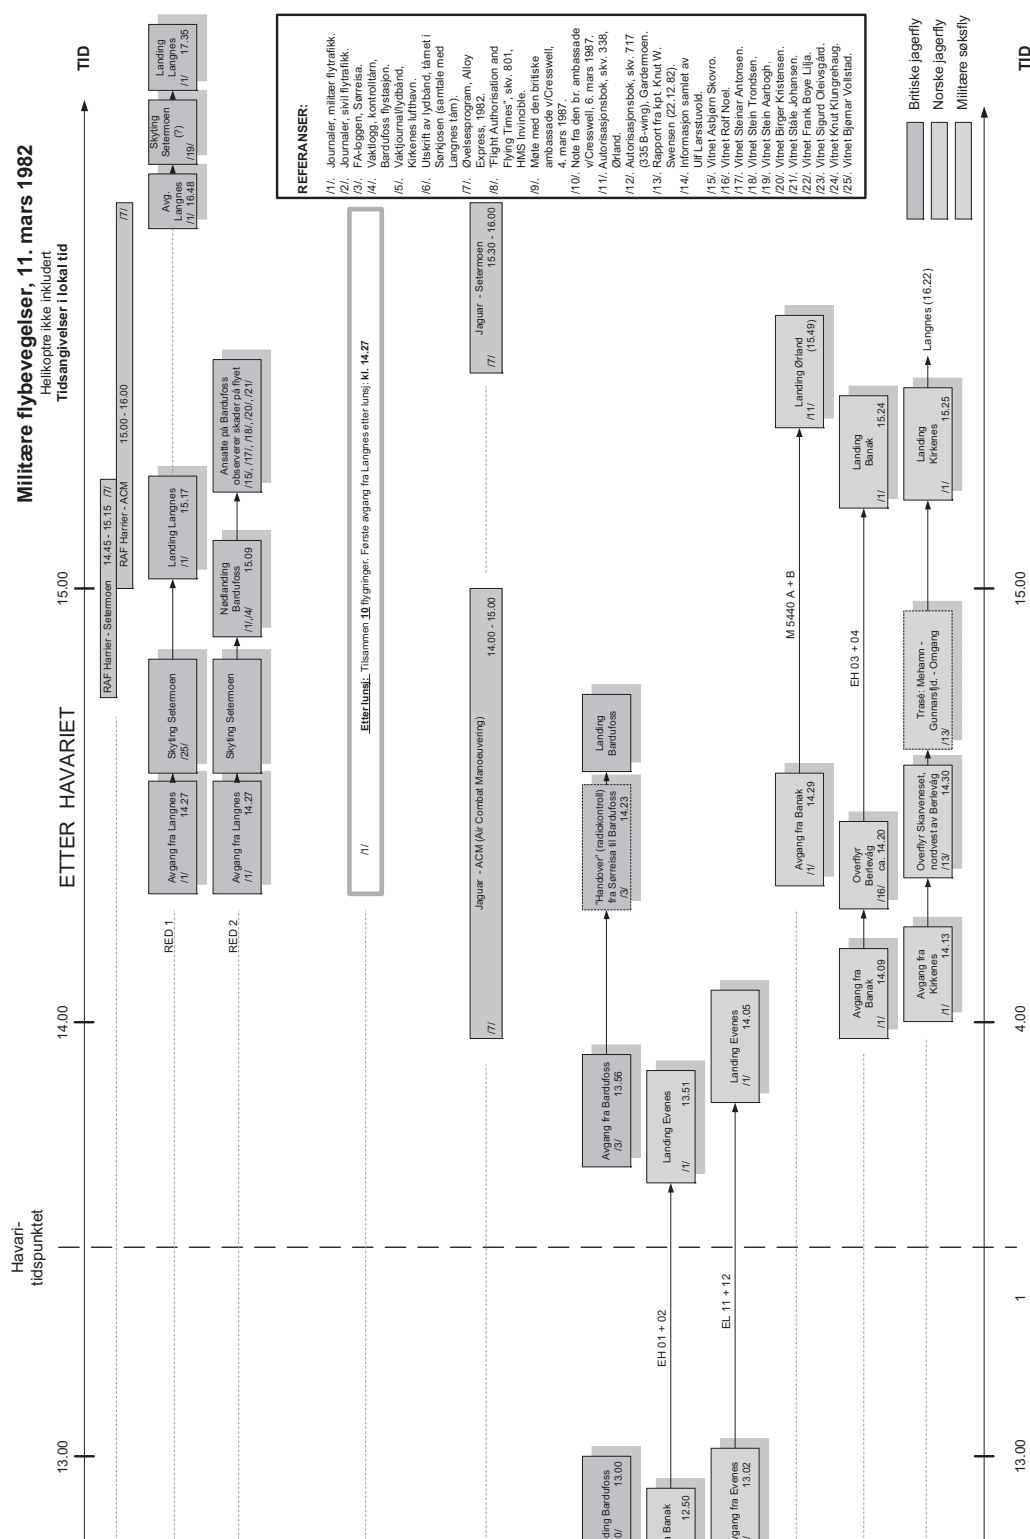 Militære flybevegelser, 11. mars 1982
Helikoptre ikke inkludert
Tidsangivelser i lokal tid
Havari-
tidspunktet
ETTER HAVARIET
13.00
14.00
15.00
TID
RAF Harrier - Setermoen 14.45 - 15.15 /7/
RAF Harrier - ACM 15.00 - 16.00 /7/
RED 1
Avgang fra Langnes
/1/ 14.27
Skyting Setermoen
/25/
Landing Langnes
/1/ 15.17
Avg.
Langnes
/1/ 16.48
Skyting
Setermoen
(?)
/19/
Landing
Langnes
/1/ 17.35
RED 2
Avgang fra Langnes
/1/ 14.27
Skyting Setermoen
Nødlanding
Bardufoss
/1/,/4/ 15.09
Ansatte på Bardufoss
observerer skader på flyet
/15/, /17/, /18/, /20/, /21/
/1/ Etter lunsj: Tilsammen 10 flygninger. Første avgang fra Langnes etter lunsj: kl. 14.27
Jaguar - ACM (Air Combat Manoeuvering)
/7/ 14.00 - 15.00
Jaguar - Setermoen
/7/ 15.30 - 16.00
ding Bardufoss
0/ 13.00
Avgang fra Bardufoss
/3/ 13.56
"Handover" (radiokontroll)
fra Sørreisa til Bardufoss
/3/ 14.23
Landing
Bardufoss
a Banak
12.50
EH 01 + 02
Landing Evenes
/1/ 13.51
vgang fra Evenes
/ 13.02
EL 11 + 12
Landing Evenes
/1/ 14.05
Avgang fra Banak
/1/ 14.29
M 5440 A + B
Landing Ørland
/11/ (15.49)
Avgang fra
Banak
/1/ 14.09
Overflyr
Berlevåg
/16/ ca. 14.20
EH 03 + 04
Landing
Banak
/1/ 15.24
Avgang fra
Kirkenes
/1/ 14.13
Overflyr Skarveneset,
nordvest av Berlevåg
/13/ 14.30
Trasé: Mehamn -
Gunnarsfjd. - Omgang
/13/
Landing
Kirkenes
/1/ 15.25
Langnes (16.22)
REFERANSER:
/1/. Journaler, militær flytrafikk.
/2/. Journaler, sivil flytrafikk.
/3/. FA-loggen, Sørreisa.
/4/. Vaktlogg, kontrolltårn,
Bardufoss flystasjon.
/5/. Vaktjournal/lydbånd,
Kirkenes lufthavn.
/6/. Utskrift av lydbånd, tårnet i
Sørkjosen (samtale med
Langnes tårn).
/7/. Øvelsesprogram, Alloy
Express, 1982.
/8/. "Flight Authorisation and
Flying Times", skv. 801,
HMS Invincible.
/9/. Møte med den britiske
ambassade v/Cresswell,
4. mars 1987.
/10/. Note fra den br. ambassade
v/Creswell, 6. mars 1987.
/11/. Autorisasjonsbok, skv. 338,
Ørland.
/12/. Autorisasjonsbok, skv. 717
(335 B-wing), Gardermoen.
/13/. Rapport fra kpt. Knut W.
Swensen (22.12.82).
/14/. Informasjon samlet av
Ulf Larsstuvold.
/15/. Vitnet Asbjørn Skovro.
/16/. Vitnet Rolf Noel.
/17/. Vitnet Steinar Antonsen.
/18/. Vitnet Stein Trondsen.
/19/. Vitnet Stein Aarbogh.
/20/. Vitnet Birger Kristensen.
/21/. Vitnet Ståle Johansen.
/22/. Vitnet Frank Boye Lilja.
/23/. Vitnet Sigurd Oleivsgård.
/24/. Vitnet Knut Klungrehaug.
/25/. Vitnet Bjørnar Vollstad.
Britiske jagerfly
Norske jagerfly
Militære søksfly
13.00
1
4.00
15.00
TID